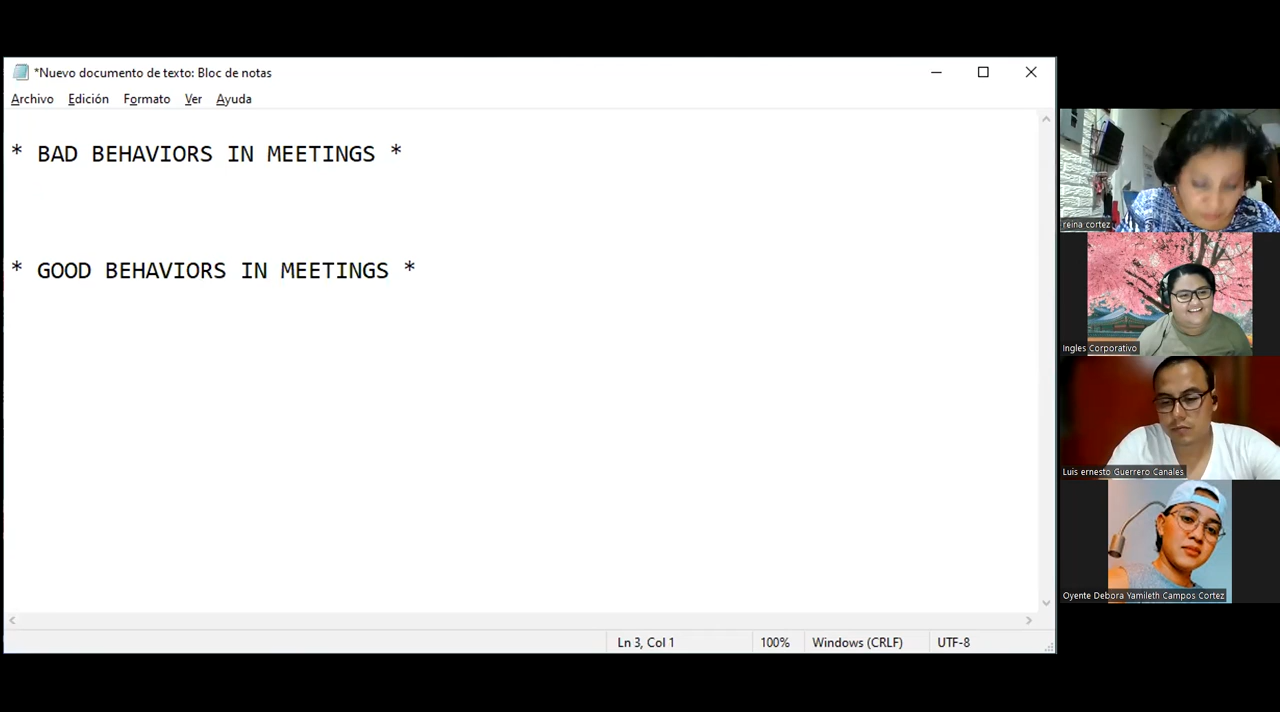 *Nuevo documento de texto: Bloc de notas
Archivo Edición Formato Ver Ayuda
* BAD BEHAVIORS IN MEETINGS *
* GOOD BEHAVIORS IN MEETINGS *
Ln 3, Col 1 100% Windows (CRLF) UTF-8
reina cortez
Ingles Corporativo
Luis ernesto Guerrero Canales
Oyente Debora Yamileth Campos Cortez